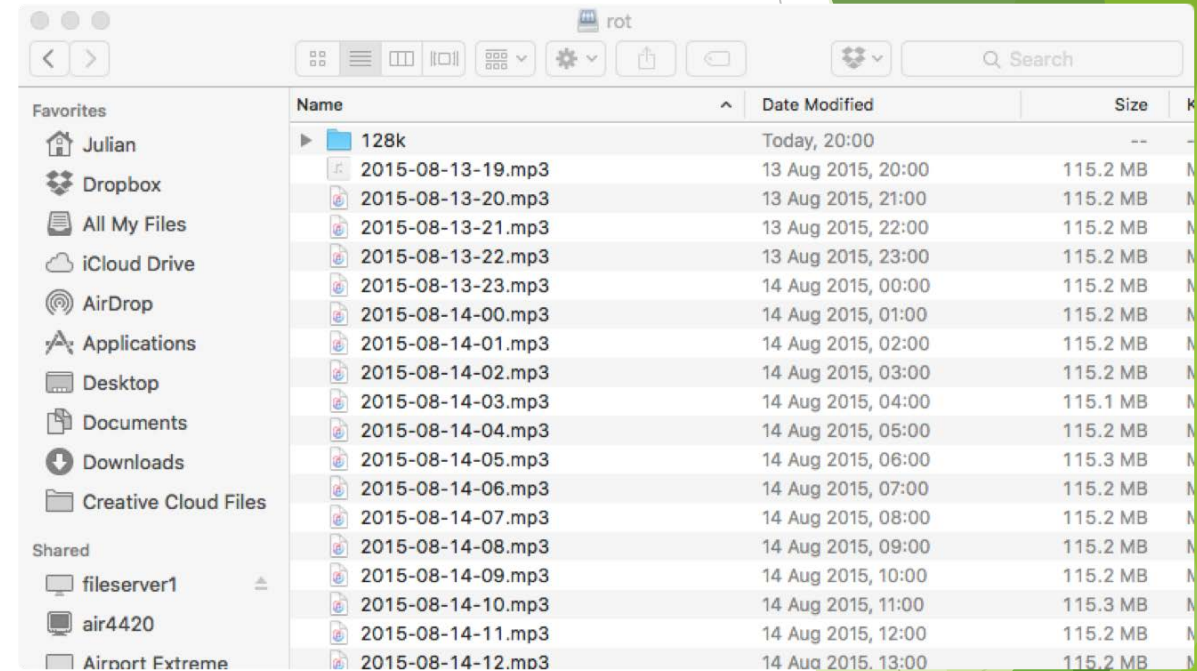 rot
Search
Favorites
Julian
Dropbox
All My Files
iCloud Drive
AirDrop
Applications
Desktop
Documents
Downloads
Creative Cloud Files
Shared
fileserver1
air4420
Airport Extreme
Name Date Modified Size K
128k Today, 20:00 --
2015-08-13-19.mp3 13 Aug 2015, 20:00 115.2 MB
2015-08-13-20.mp3 13 Aug 2015, 21:00 115.2 MB
2015-08-13-21.mp3 13 Aug 2015, 22:00 115.2 MB
2015-08-13-22.mp3 13 Aug 2015, 23:00 115.2 MB
2015-08-13-23.mp3 14 Aug 2015, 00:00 115.2 MB
2015-08-14-00.mp3 14 Aug 2015, 01:00 115.2 MB
2015-08-14-01.mp3 14 Aug 2015, 02:00 115.2 MB
2015-08-14-02.mp3 14 Aug 2015, 03:00 115.2 MB
2015-08-14-03.mp3 14 Aug 2015, 04:00 115.1 MB
2015-08-14-04.mp3 14 Aug 2015, 05:00 115.2 MB
2015-08-14-05.mp3 14 Aug 2015, 06:00 115.3 MB
2015-08-14-06.mp3 14 Aug 2015, 07:00 115.2 MB
2015-08-14-07.mp3 14 Aug 2015, 08:00 115.2 MB
2015-08-14-08.mp3 14 Aug 2015, 09:00 115.2 MB
2015-08-14-09.mp3 14 Aug 2015, 10:00 115.2 MB
2015-08-14-10.mp3 14 Aug 2015, 11:00 115.3 MB
2015-08-14-11.mp3 14 Aug 2015, 12:00 115.2 MB
2015-08-14-12.mp3 14 Aug 2015, 13:00 115.2 MB